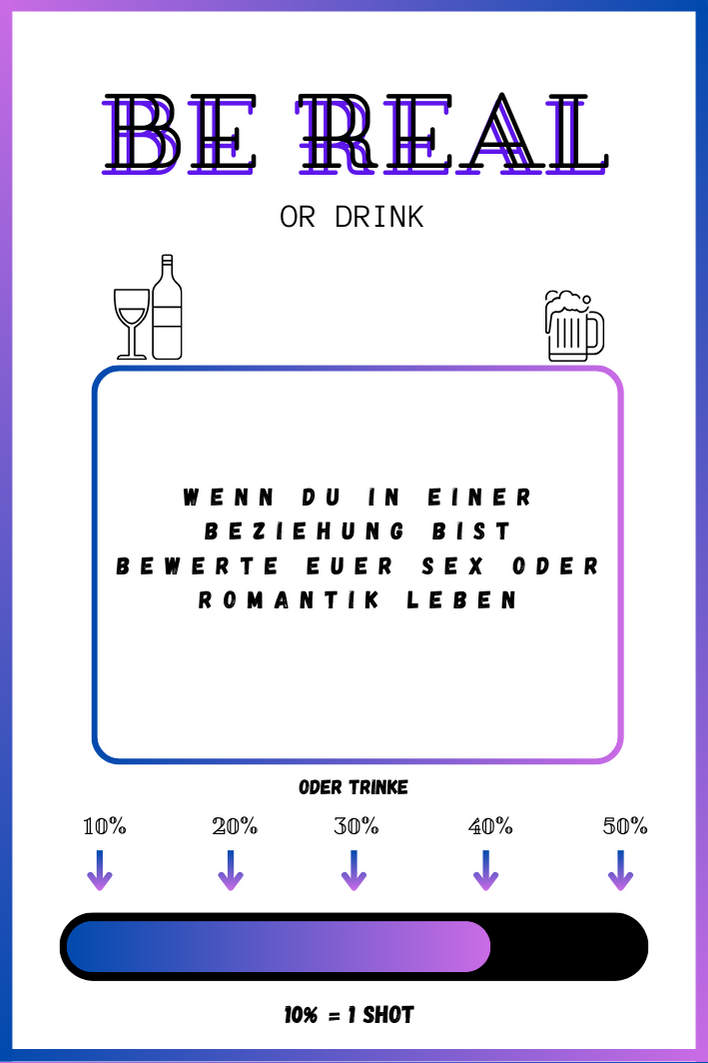 BE REAL
OR DRINK
WENN DU IN EINER
BEZIEHUNG BIST
BEWERTE EUER SEX ODER
ROMANTIK LEBEN
ODER TRINKE
10% 20% 30% 40% 50%
10% = 1 SHOT